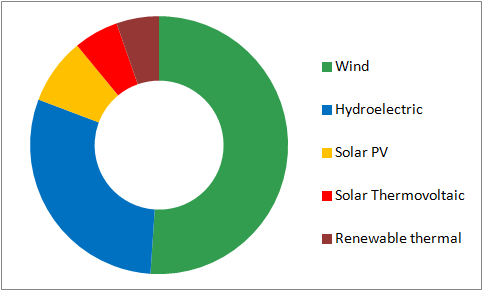 Wind
Hydroelectric
Solar PV
Solar Thermovoltaic
Renewable thermal